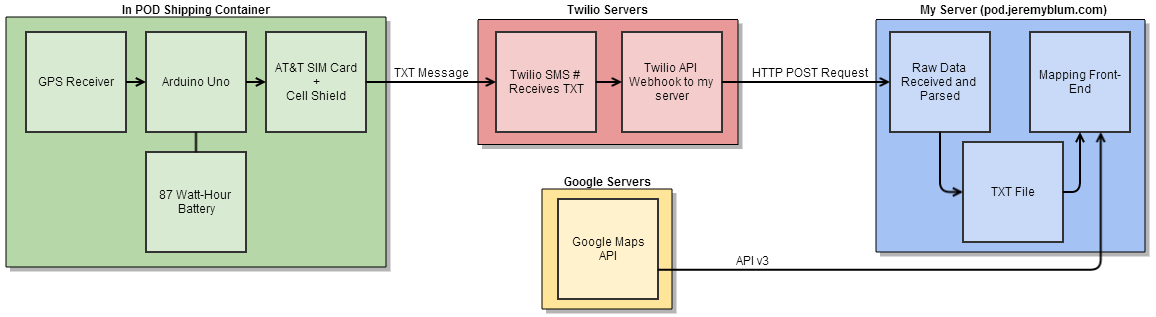 In POD Shipping Container
GPS Receiver
Arduino Uno
AT&T SIM Card
+
Cell Shield
87 Watt-Hour
Battery
TXT Message
Twilio Servers
Twilio SMS #
Receives TXT
Twilio API
Webhook to my
server
HTTP POST Request
My Server (pod.jeremyblum.com)
Raw Data
Received and
Parsed
Mapping Front-
End
TXT File
Google Servers
Google Maps
API
API v3